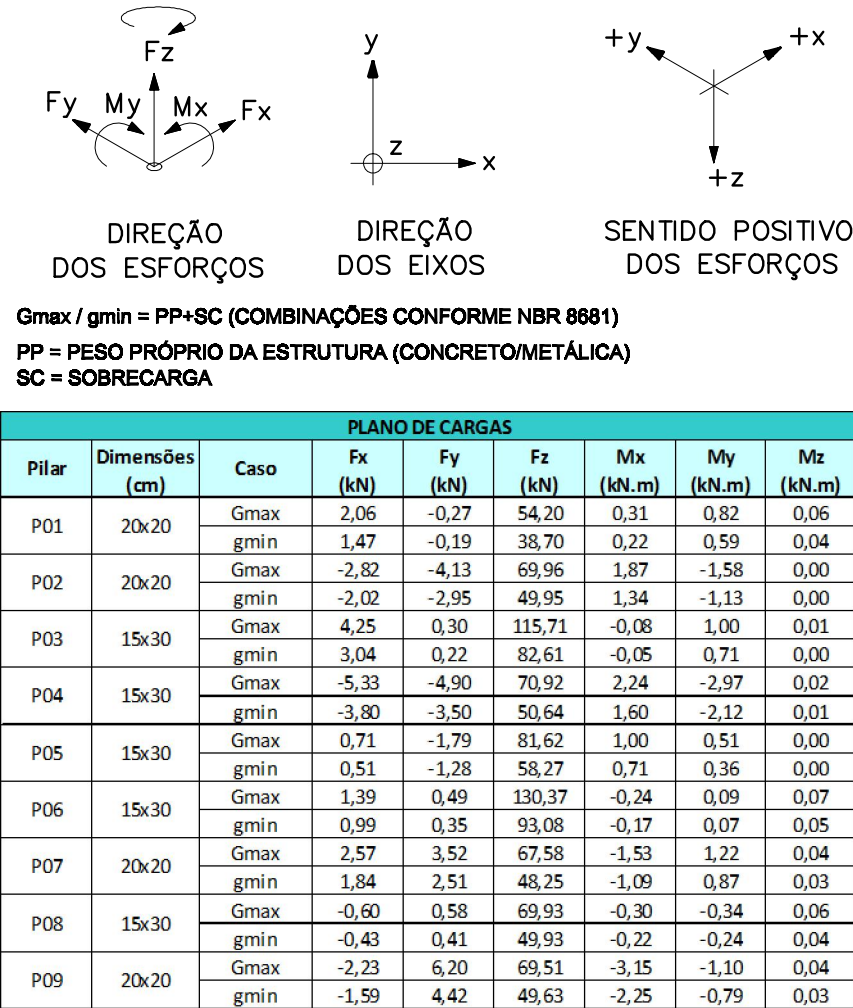 Fz
Fy My Mx Fx
y
z
x
+y +x
+z
DIREÇÃO
DOS ESFORÇOS
DIREÇÃO
DOS EIXOS
SENTIDO POSITIVO
DOS ESFORÇOS
Gmax / gmin = PP+SC (COMBINAÇÕES CONFORME NBR 8681)
PP = PESO PRÓPRIO DA ESTRUTURA (CONCRETO/METÁLICA)
SC = SOBRECARGA
PLANO DE CARGAS
Pilar Dimensões (cm) Caso Fx (kN) Fy (kN) Fz (kN) Mx (kN.m) My (kN.m) Mz (kN.m)
P01 20x20 Gmax 2,06 -0,27 54,20 0,31 0,82 0,06
gmin 1,47 -0,19 38,70 0,22 0,59 0,04
P02 20x20 Gmax -2,82 -4,13 69,96 1,87 -1,58 0,00
gmin -2,02 -2,95 49,95 1,34 -1,13 0,00
P03 15x30 Gmax 4,25 0,30 115,71 -0,08 1,00 0,01
gmin 3,04 0,22 82,61 -0,05 0,71 0,00
P04 15x30 Gmax -5,33 -4,90 70,92 2,24 -2,97 0,02
gmin -3,80 -3,50 50,64 1,60 -2,12 0,01
P05 15x30 Gmax 0,71 -1,79 81,62 1,00 0,51 0,00
gmin 0,51 -1,28 58,27 0,71 0,36 0,00
P06 15x30 Gmax 1,39 0,49 130,37 -0,24 0,09 0,07
gmin 0,99 0,35 93,08 -0,17 0,07 0,05
P07 20x20 Gmax 2,57 3,52 67,58 -1,53 1,22 0,04
gmin 1,84 2,51 48,25 -1,09 0,87 0,03
P08 15x30 Gmax -0,60 0,58 69,93 -0,30 -0,34 0,06
gmin -0,43 0,41 49,93 -0,22 -0,24 0,04
P09 20x20 Gmax -2,23 6,20 69,51 -3,15 -1,10 0,04
gmin -1,59 4,42 49,63 -2,25 -0,79 0,03